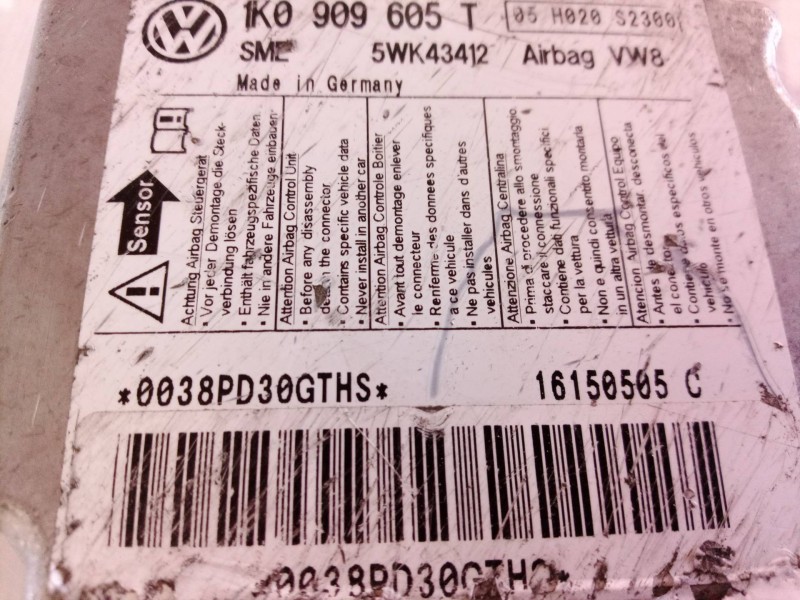 VW
1K0 909 605 T
05 H020 S2300
SME 5WK43412 Airbag VW8
Made in Germany
Sensor
Achtung Airbag Steuergerät
• Vor jeder Demontage die Steck-
verbindung lösen
• Enthält fahrzeugspezifische Daten
• Nie in andere Fahrzeuge einbauen
Attention Airbag Control Unit
• Before any disassembly
the connector
• Contains specific vehicle data
• Never install in another car
Attention Airbag Controle Boitier
• Avant tout demontage enlever
le connecteur
• Renferme des donnees specifiques
a ce vehicule
• Ne pas installer dans d'autres
vehicules
Attenzione Airbag Centralina
• Prima di procedere allo smontaggio
staccare il connessione
• Contiene dati funzionali specifici
per la vettura
• Non e quindi consentito montarla
in un altra vettura
Atencion Airbag Control Equipo
• Antes de desmontar desconecta
el conector
• Contiene datos especificos del
vehiculo
• No se monte en otros vehiculos
*0038PD30GTHS* 16150505 C
0038PD30GTHS*